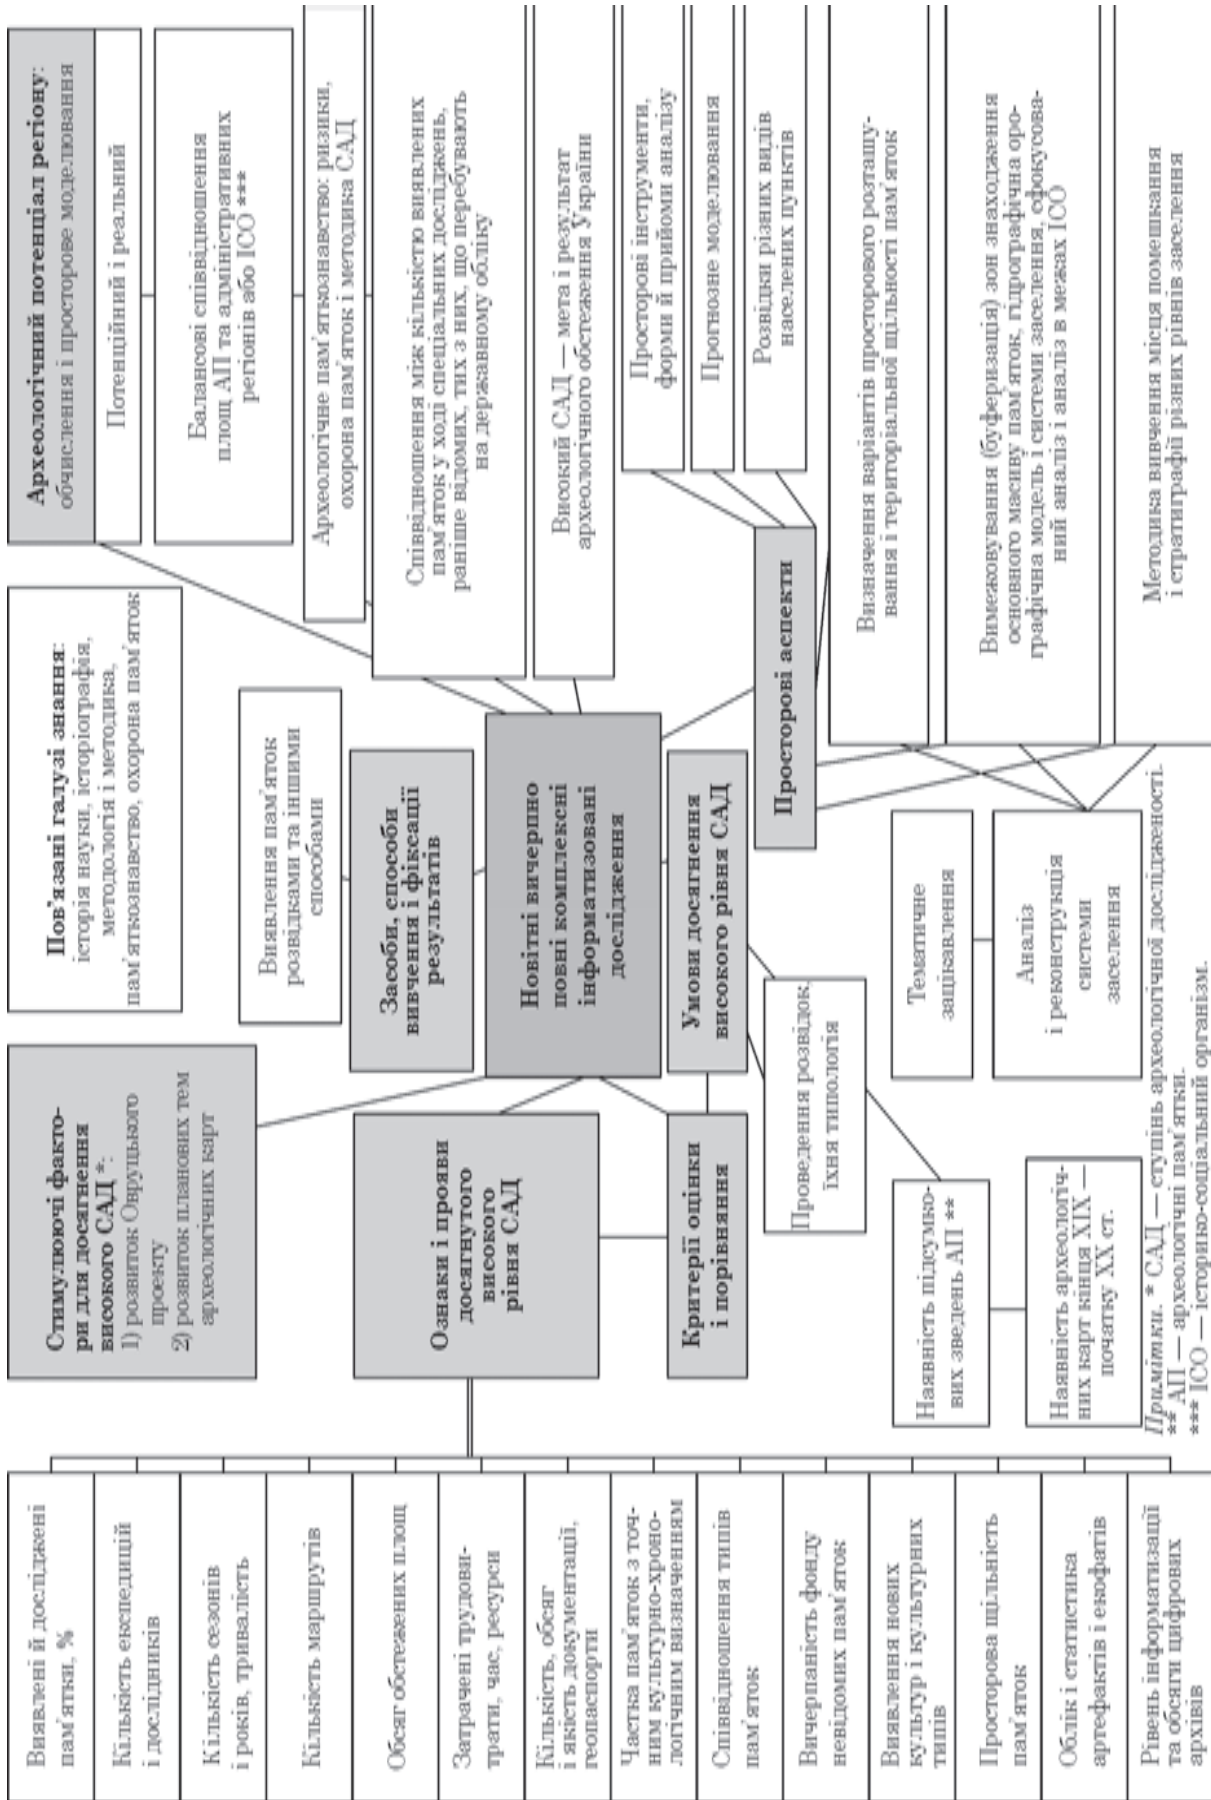 Стимулюючі факто-
ри для досягнення
високого САД *:
1) розвиток Овруцького
проекту
2) розвиток планових тем
археологічних карт
Пов’язані галузі знання:
історія науки, історіографія,
методологія і методика,
пам’яткознавство, охорона пам’яток
Археологічний потенціал регіону:
обчислення і просторове моделювання
Потенційний і реальний
Балансові співвідношення
площ АП та адміністративних
регіонів або ІСО ***
Археологічне пам’яткознавство: ризики,
охорона пам’яток і методика САД
Співвідношення між кількістю виявлених
пам’яток у ході спеціальних досліджень,
раніше відомих, тих з них, що перебувають
на державному обліку
Високий САД — мета і результат
археологічного обстеження України
Просторові інструменти,
форми й прийоми аналізу
Прогнозне моделювання
Розвідки різних видів
населених пунктів
Визначення варіантів просторового розташу-
вання і територіальної щільності пам’яток
Вимежовування (буферизація) зон знаходження
основного масиву пам’яток, гідрографічна оро-
графічна модель і системи заселення, сфокусова-
ний аналіз і аналіз в межах ІСО
Методика вивчення місця помешкання
і стратиграфії різних рівнів заселення
Виявлення пам’яток
розвідками та іншими
способами
Засоби, способи
вивчення і фіксації
результатів
Новітні вичерпно
повні комплексні
інформатизовані
дослідження
Умови досягнення
високого рівня САД
Просторові аспекти
Ознаки і прояви
досягнутого
високого
рівня САД
Критерії оцінки
і порівняння
Проведення розвідок,
їхня типологія
Тематичне
зацікавлення
Аналіз
і реконструкція
системи
заселення
Наявність підсумко-
вих зведень АП **
Наявність археологіч-
них карт кінця XIX —
початку XX ст.
Виявлені й досліджені
пам’ятки, %
Кількість експедицій
і дослідників
Кількість сезонів
і років, тривалість
Кількість маршрутів
Обсяг обстежених площ
Затрачені трудови-
трати, час, ресурси
Кількість, обсяг
і якість документації,
геопаспорти
Частка пам’яток з точ-
ним культурно-хроно-
логічним визначенням
Співвідношення типів
пам’яток
Вичерпаність фонду
невідомих пам’яток
Виявлення нових
культур і культурних
типів
Просторова щільність
пам’яток
Облік і статистика
артефактів і екофактів
Рівень інформатизації
та обсяги цифрових
архівів
Примітки. * САД — ступінь археологічної дослідженості.
** АП — археологічні пам’ятки.
*** ІСО — історико-соціальний організм.